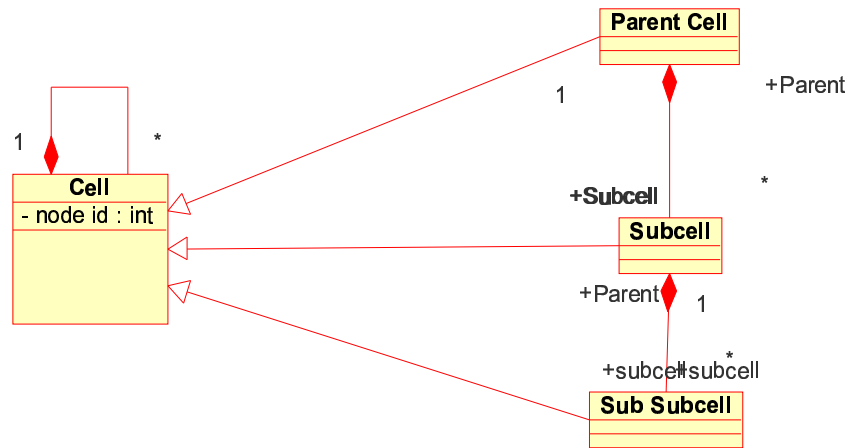 Parent Cell
+Parent
1
1
*
Cell
- node id : int
*
+Subcell
Subcell
+Parent
1
*
+subcell
+subcell
Sub Subcell